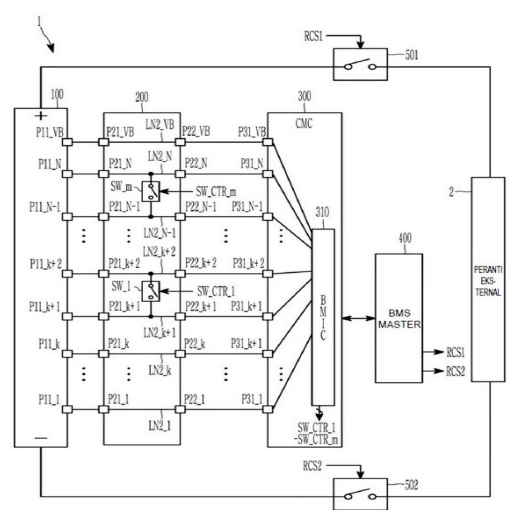 1
RCS1
501
100
200
300
CMC
+
P11_VB
P21_VB
LN2_VB
P22_VB
P31_VB
P11_N
P21_N
LN2_N
P22_N
P31_N
SW_m
SW_CTR_m
P11_N-1
P21_N-1
LN2_N-1
P22_N-1
P31_N-1
310
2
P11_k+2
P21_k+2
LN2_k+2
P22_k+2
P31_k+2
400
SW_1
SW_CTR_1
BMIC
BMS
MASTER
PERANTI
EKS-
TERNAL
P11_k+1
P21_k+1
LN2_k+1
P22_k+1
P31_k+1
RCS1
RCS2
P11_k
P21_k
LN2_k
P22_k
P31_k+1
P11_1
P21_1
LN2_1
P22_1
P31_1
SW_CTR_1
-SW_CTR_m
RCS2
502